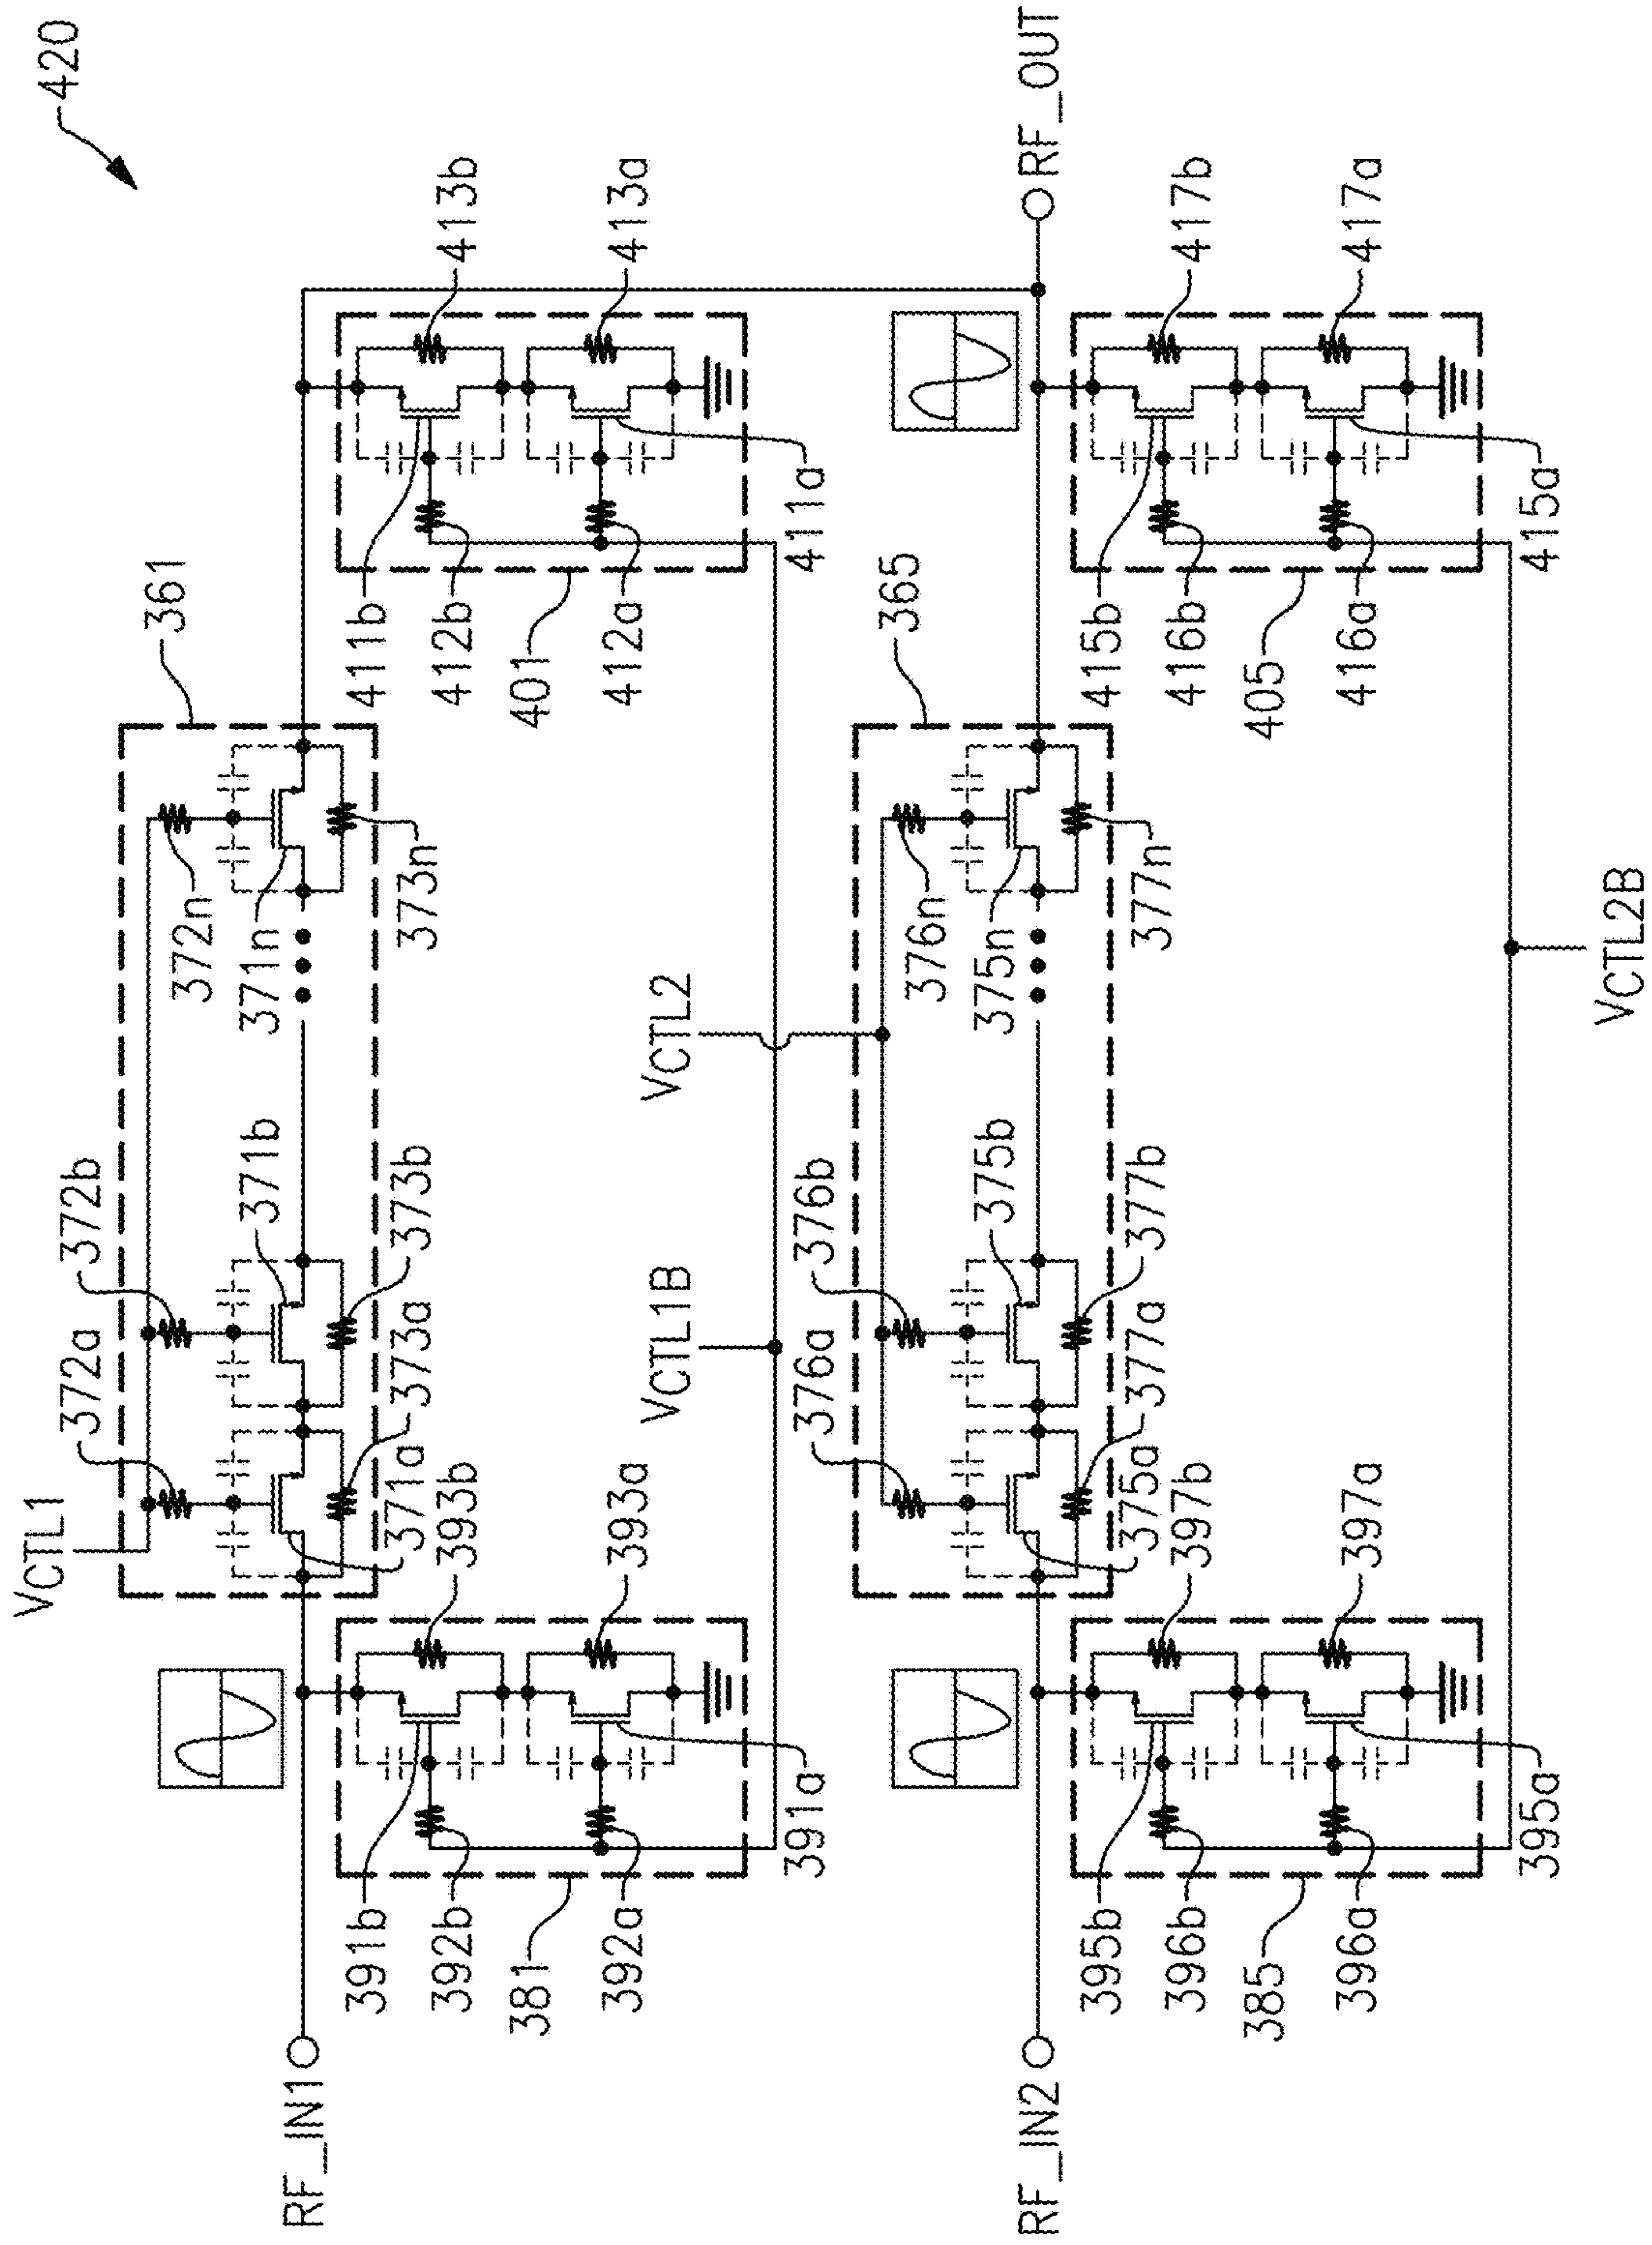 420
VCTL1
372a
372b
361
372n
371n
371b
371a
373a
373b
373n
RF_IN1
391b
392b
381
392a
391a
393b
393a
411b
412b
401
412a
411a
413b
413a
VCTL1B
VCTL2
376a
376b
365
376n
375n
375b
375a
377a
377b
377n
RF_IN2
RF_OUT
395b
396b
385
396a
395a
397b
397a
415b
416b
405
416a
415a
417b
417a
VCTL2B